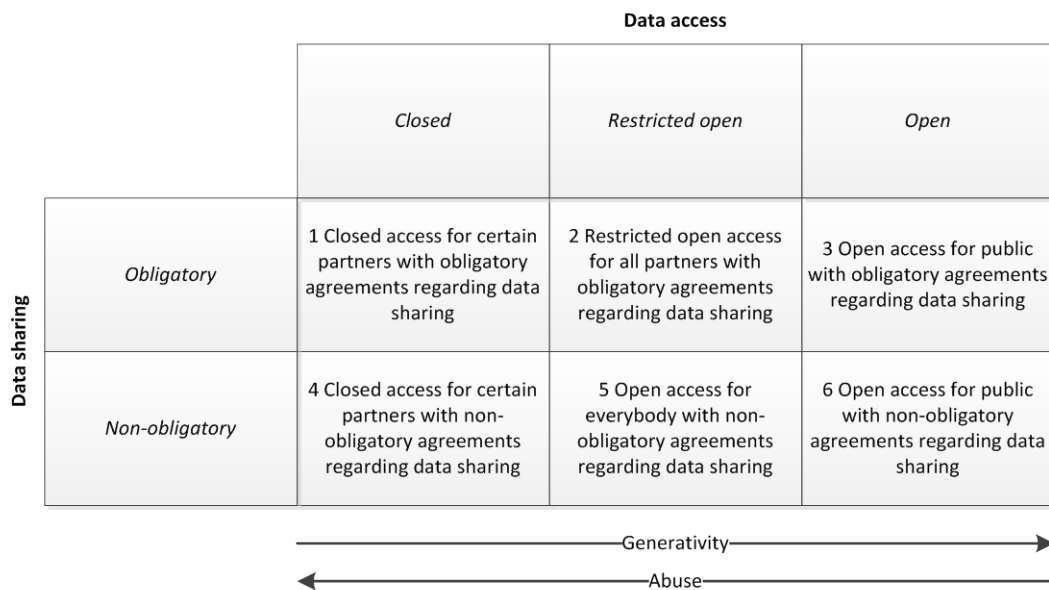 Data access
Closed
Restricted open
Open
Data sharing
Obligatory
1 Closed access for certain
partners with obligatory
agreements regarding data
sharing
2 Restricted open access
for all partners with
obligatory agreements
regarding data sharing
3 Open access for public
with obligatory agreements
regarding data sharing
Non-obligatory
4 Closed access for certain
partners with non-
obligatory agreements
regarding data sharing
5 Open access for
everybody with non-
obligatory agreements
regarding data sharing
6 Open access for public
with non-obligatory
agreements regarding data
sharing
Generativity
Abuse